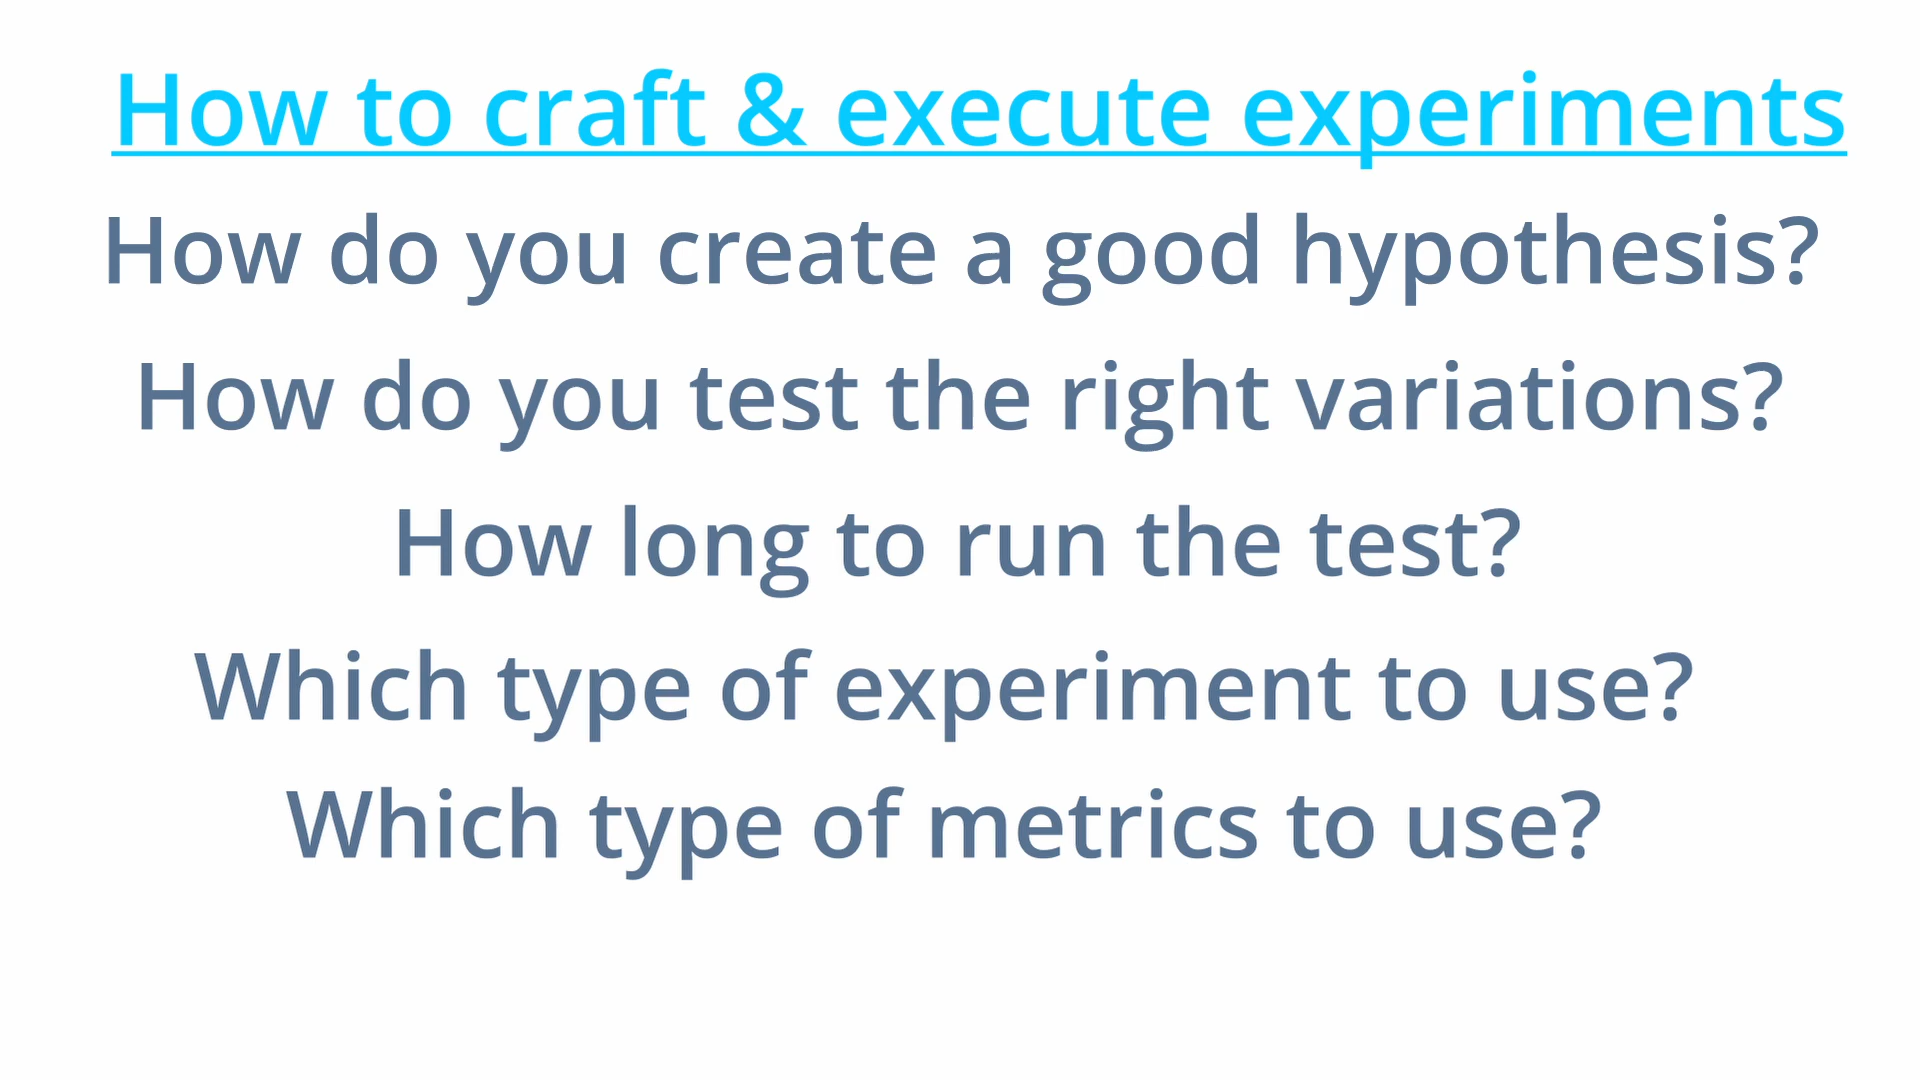 How to craft & execute experiments
How do you create a good hypothesis?
How do you test the right variations?
How long to run the test?
Which type of experiment to use?
Which type of metrics to use?